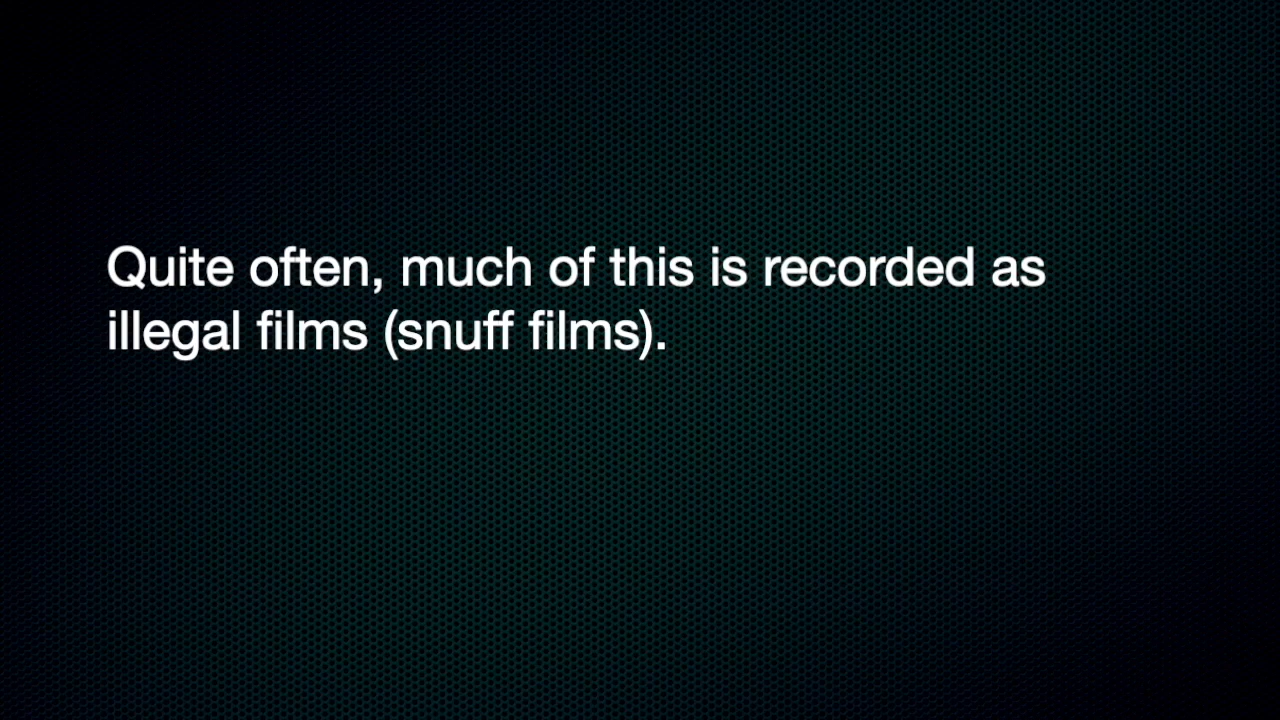 Quite often, much of this is recorded as
illegal films (snuff films).